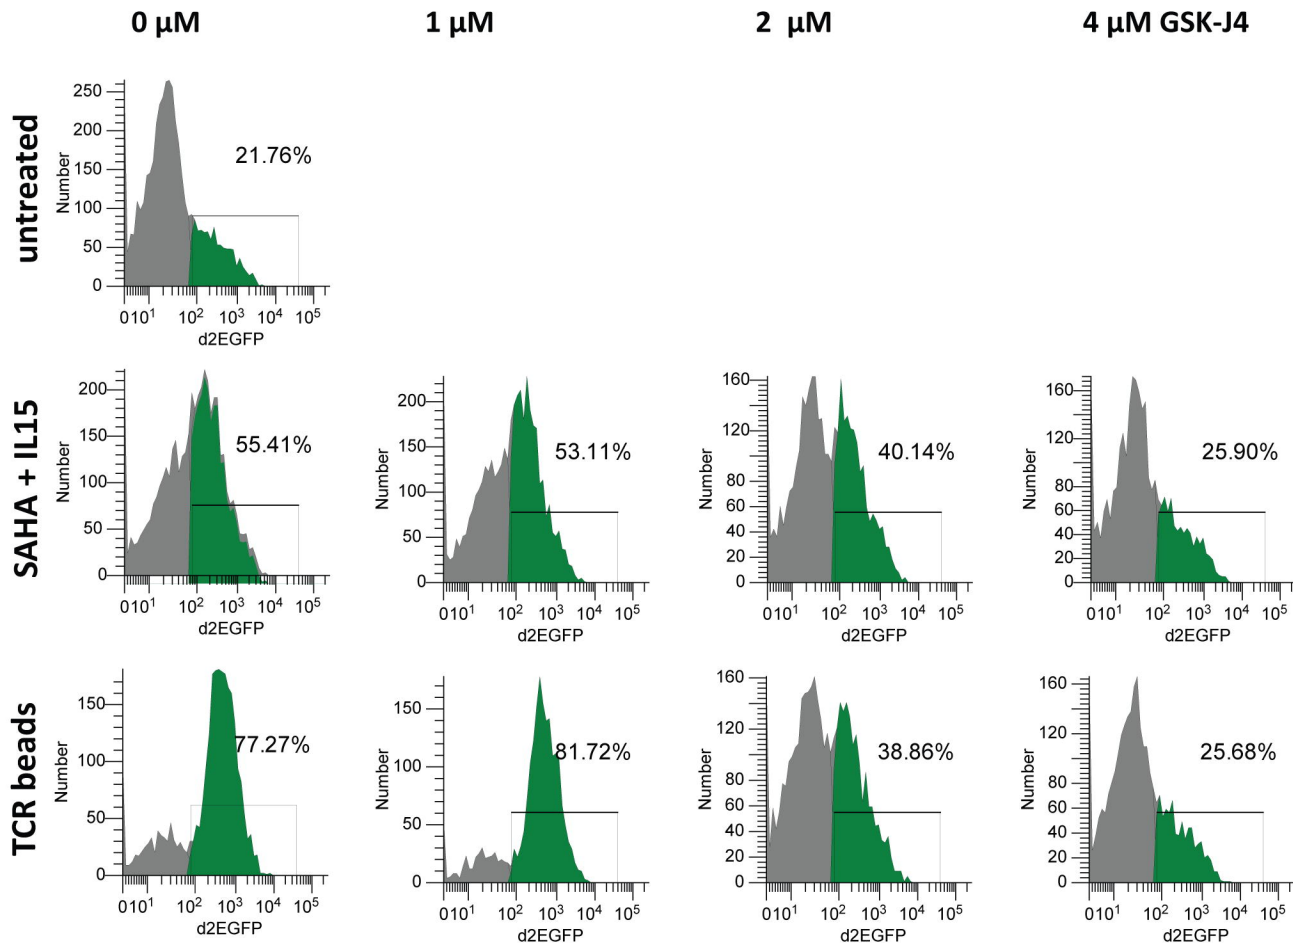 0 µM
1 µM
2 µM
4 µM GSK-J4
untreated
Number
250
200
150
100
50
0
21.76%
0 10¹ 10² 10³ 10⁴ 10⁵
d2EGFP
SAHA + IL15
Number
200
150
100
50
0
55.41%
0 10¹ 10² 10³ 10⁴ 10⁵
d2EGFP
Number
200
150
100
50
0
53.11%
0 10¹ 10² 10³ 10⁴ 10⁵
d2EGFP
Number
160
120
80
60
40
20
0
40.14%
0 10¹ 10² 10³ 10⁴ 10⁵
d2EGFP
Number
160
120
80
60
40
20
0
25.90%
0 10¹ 10² 10³ 10⁴ 10⁵
d2EGFP
TCR beads
Number
150
100
50
0
77.27%
0 10¹ 10² 10³ 10⁴ 10⁵
d2EGFP
Number
150
100
50
0
81.72%
0 10¹ 10² 10³ 10⁴ 10⁵
d2EGFP
Number
160
120
80
60
40
20
0
38.86%
0 10¹ 10² 10³ 10⁴ 10⁵
d2EGFP
Number
160
120
80
60
40
20
0
25.68%
0 10¹ 10² 10³ 10⁴ 10⁵
d2EGFP